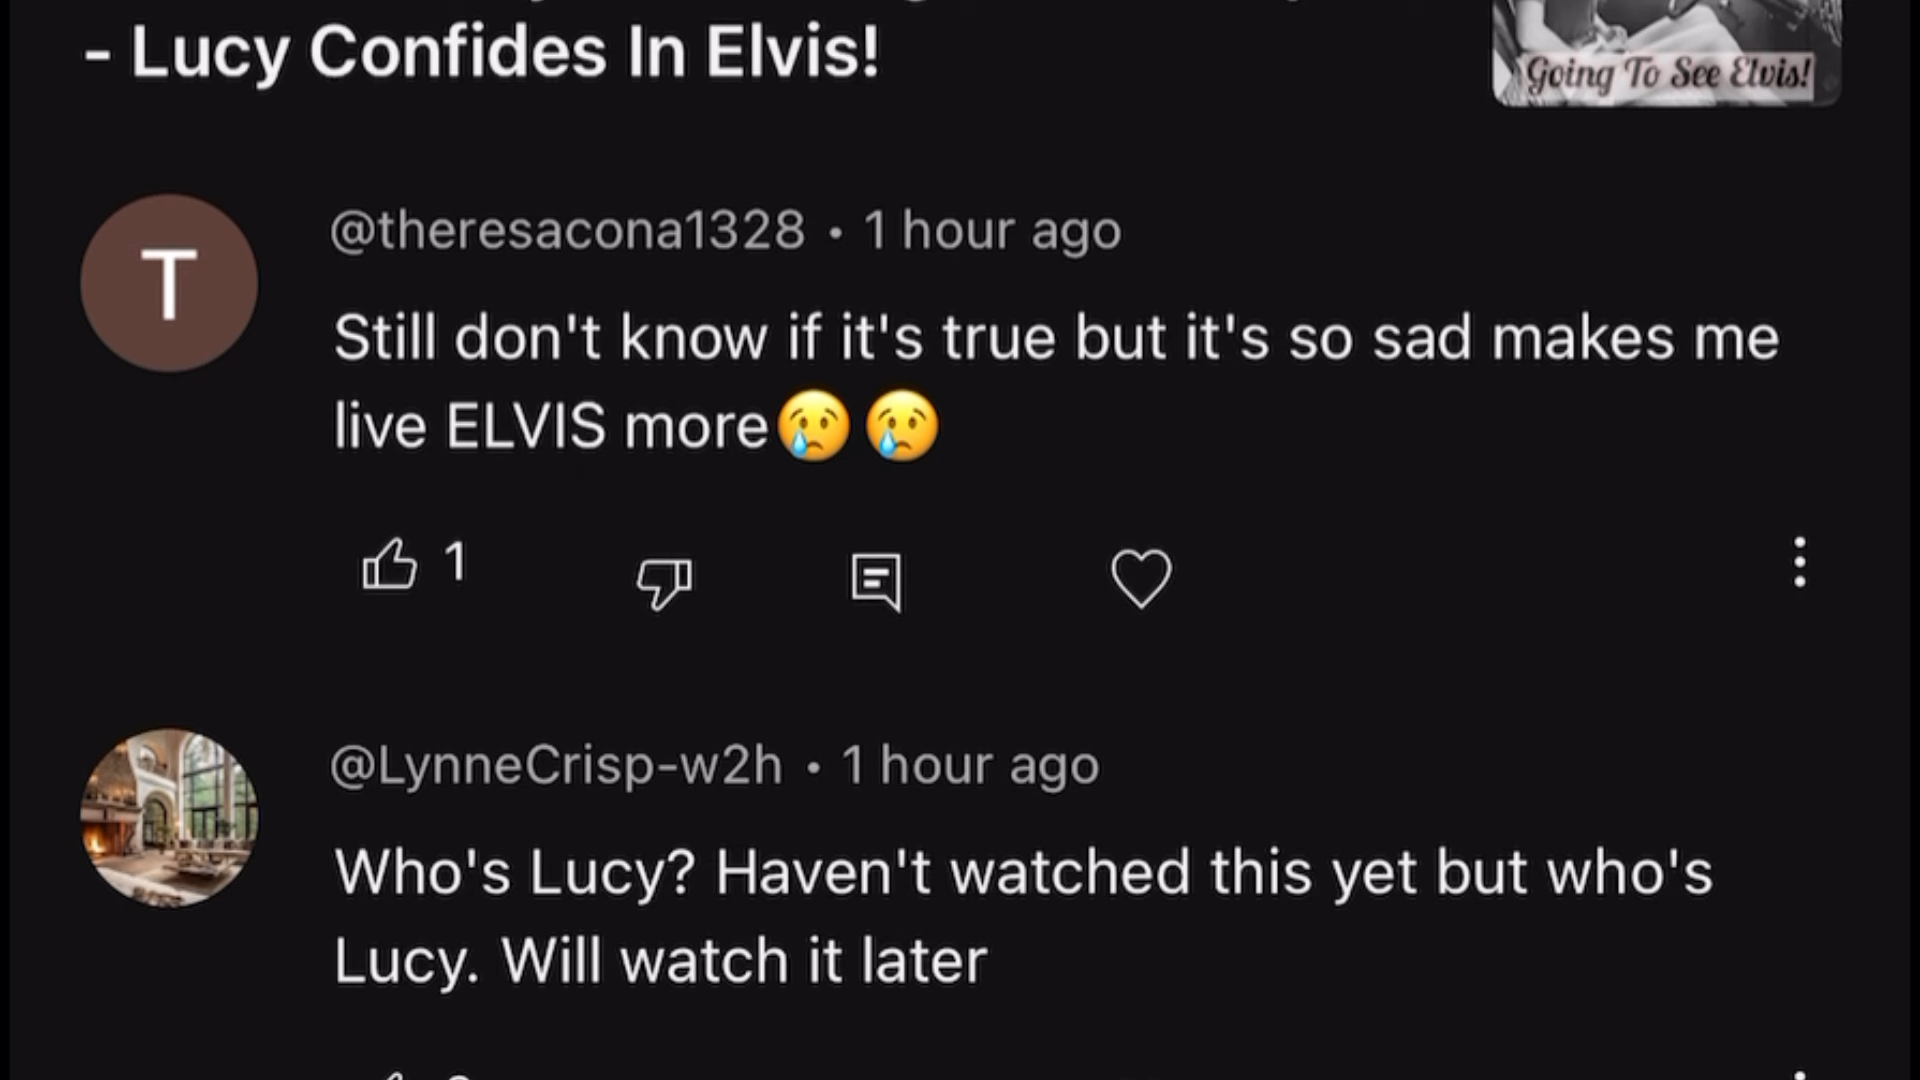 - Lucy Confides In Elvis!
Going To See Elvis!
T
@theresacona1328 • 1 hour ago
Still don't know if it's true but it's so sad makes me
live ELVIS more😢😢
1
@LynneCrisp-w2h • 1 hour ago
Who's Lucy? Haven't watched this yet but who's
Lucy. Will watch it later